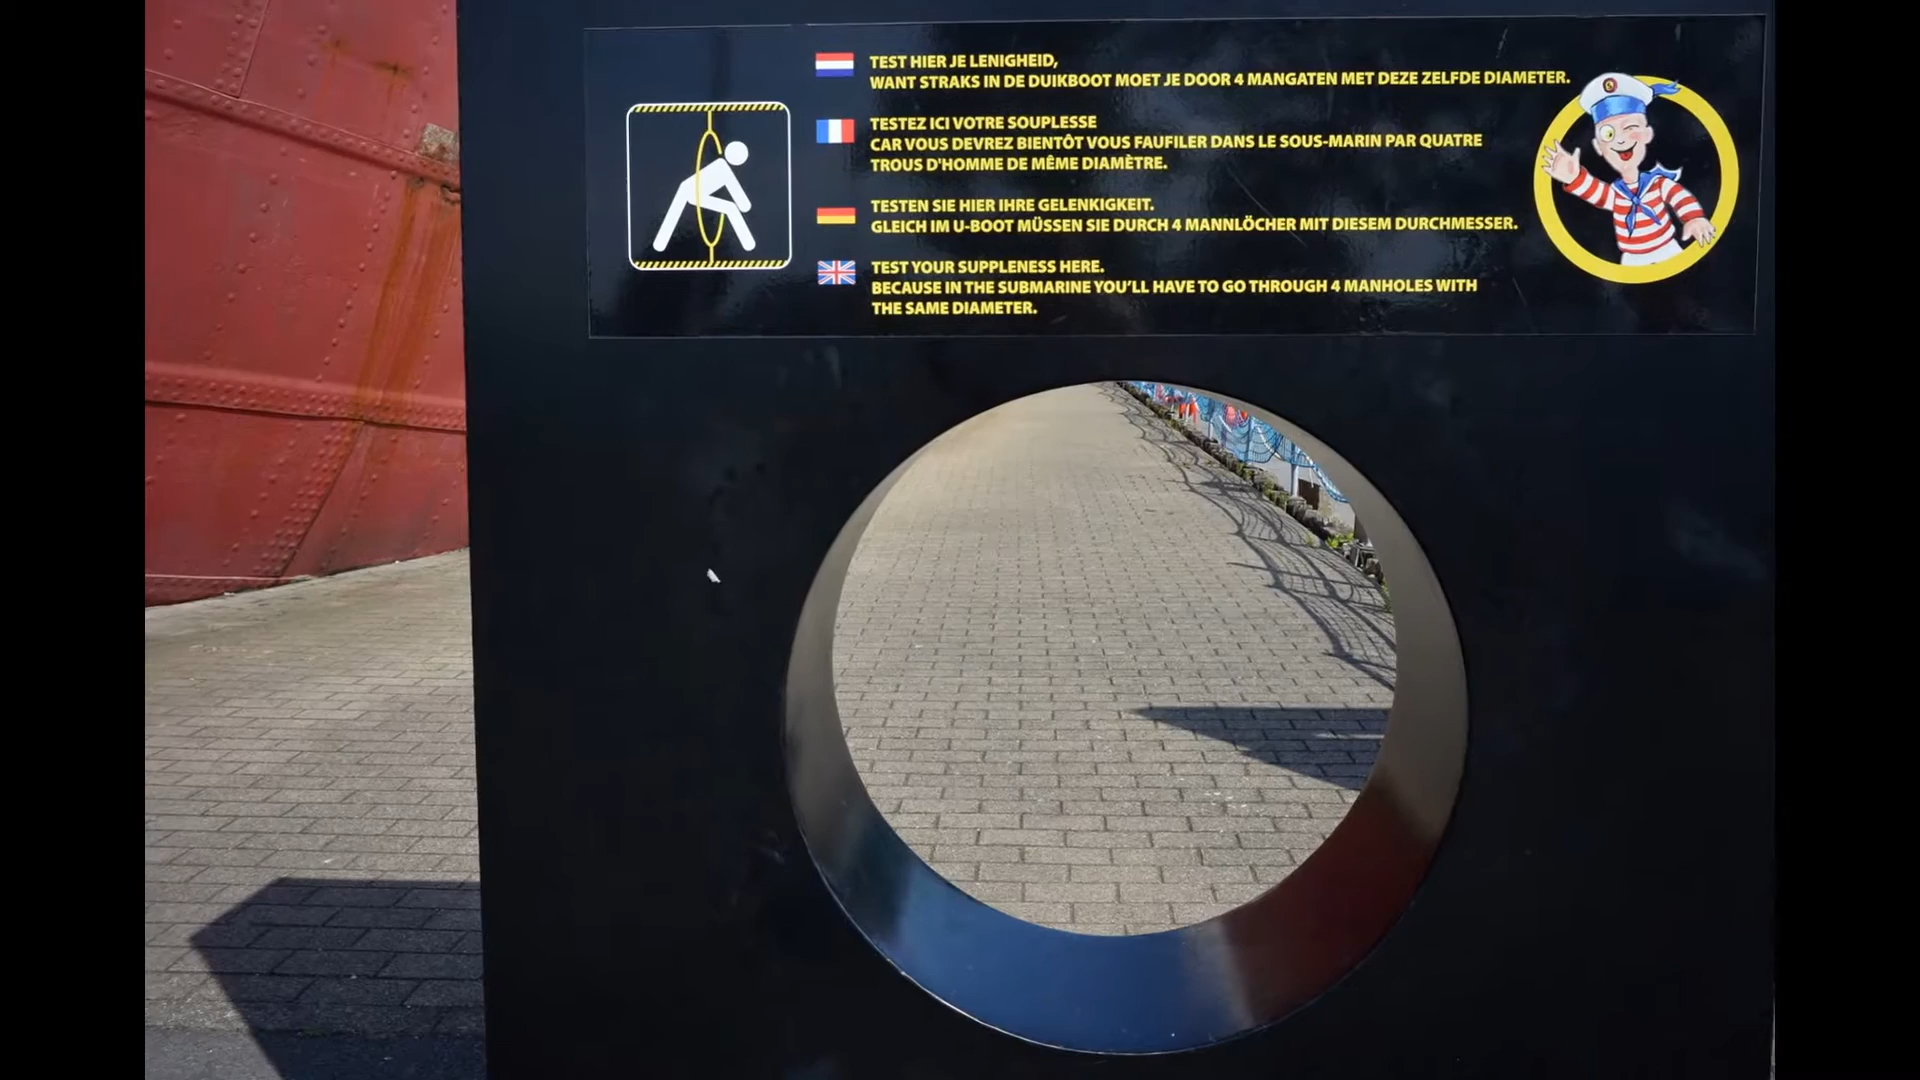 TEST HIER JE LENIGHEID,
WANT STRAKS IN DE DUIKBOOT MOET JE DOOR 4 MANGATEN MET DEZE ZELFDE DIAMETER.
TESTEZ ICI VOTRE SOUPLESSE
CAR VOUS DEVREZ BIENTÔT VOUS FAUFILER DANS LE SOUS-MARIN PAR QUATRE
TROUS D'HOMME DE MÊME DIAMÈTRE.
TESTEN SIE HIER IHRE GELENKIGKEIT.
GLEICH IM U-BOOT MÜSSEN SIE DURCH 4 MANNLÖCHER MIT DIESEM DURCHMESSER.
TEST YOUR SUPPLENESS HERE.
BECAUSE IN THE SUBMARINE YOU'LL HAVE TO GO THROUGH 4 MANHOLES WITH
THE SAME DIAMETER.